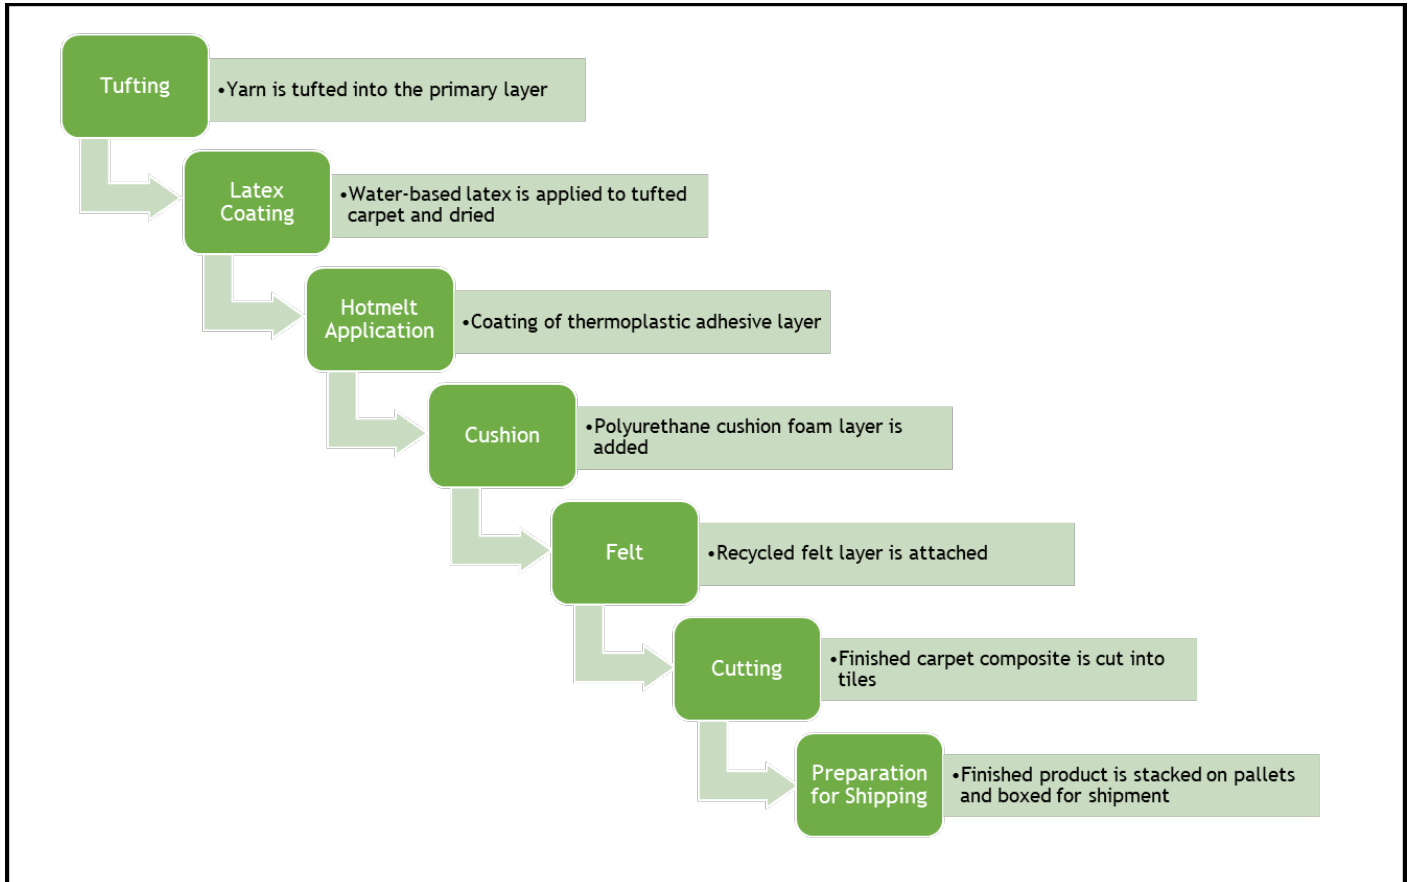 Tufting
•Yarn is tufted into the primary layer
Latex
Coating
•Water-based latex is applied to tufted
carpet and dried
Hotmelt
Application
•Coating of thermoplastic adhesive layer
Cushion
•Polyurethane cushion foam layer is
added
Felt
•Recycled felt layer is attached
Cutting
•Finished carpet composite is cut into
tiles
Preparation
for Shipping
•Finished product is stacked on pallets
and boxed for shipment